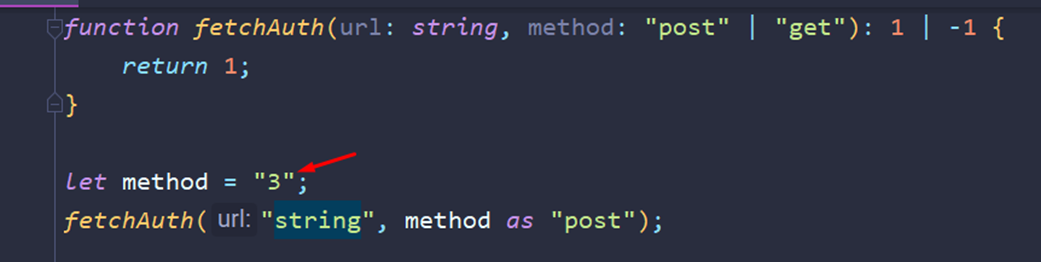 function fetchAuth(url: string, method: "post" | "get"): 1 | -1 {
    return 1;
}
let method = "3";
fetchAuth( url: "string", method as "post");